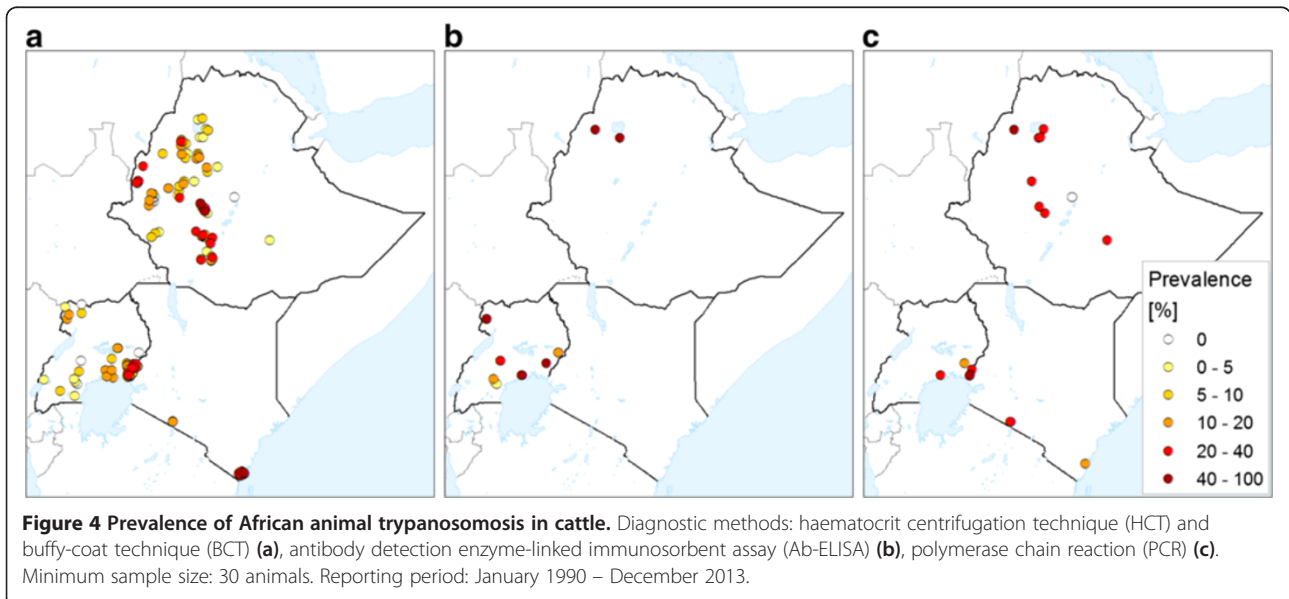 a
b
c
Prevalence
[%]
0
0 - 5
5 - 10
10 - 20
20 - 40
40 - 100
Figure 4 Prevalence of African animal trypanosomosis in cattle. Diagnostic methods: haematocrit centrifugation technique (HCT) and
buffy-coat technique (BCT) (a), antibody detection enzyme-linked immunosorbent assay (Ab-ELISA) (b), polymerase chain reaction (PCR) (c).
Minimum sample size: 30 animals. Reporting period: January 1990 – December 2013.